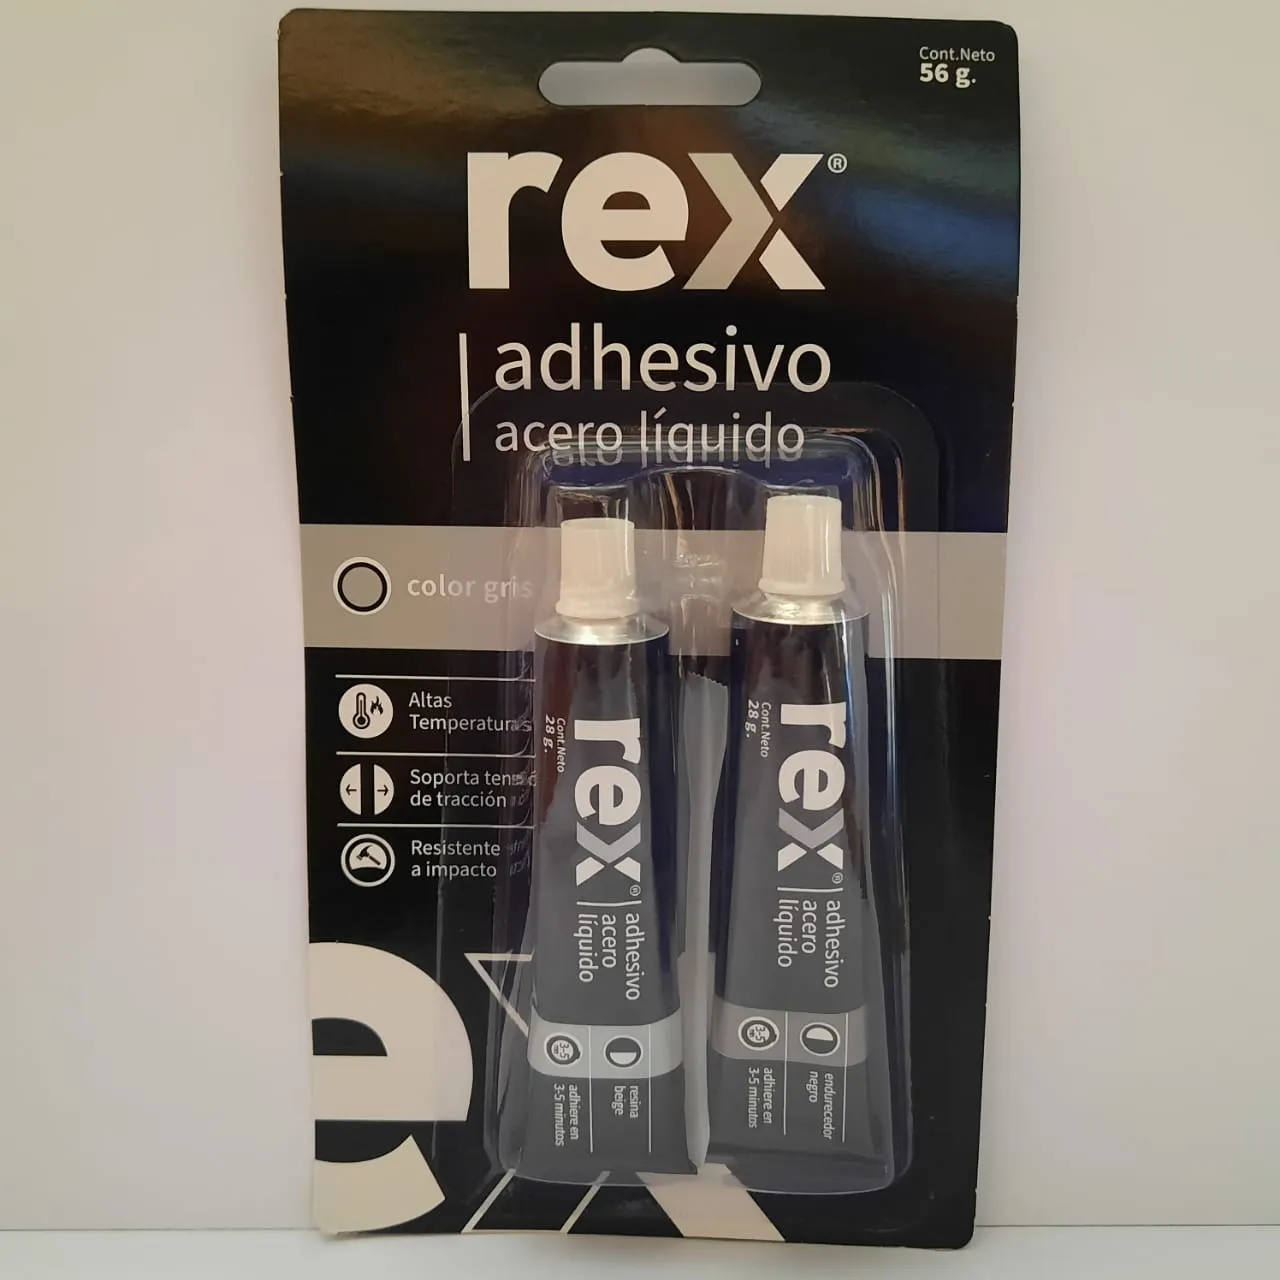 Cont.Neto
56 g.
rex®
adhesivo
acero líquido
color gris
Altas
Temperaturas
Soporta tensión
de tracción
Resistente
a impacto
Cont.Neto
28 g.
rex®
adhesivo
acero
líquido
resina
beige
3-5
adhiere en
3-5 minutos
Cont.Neto
28 g.
rex®
adhesivo
acero
líquido
endurecedor
negro
3-5
adhiere en
3-5 minutos